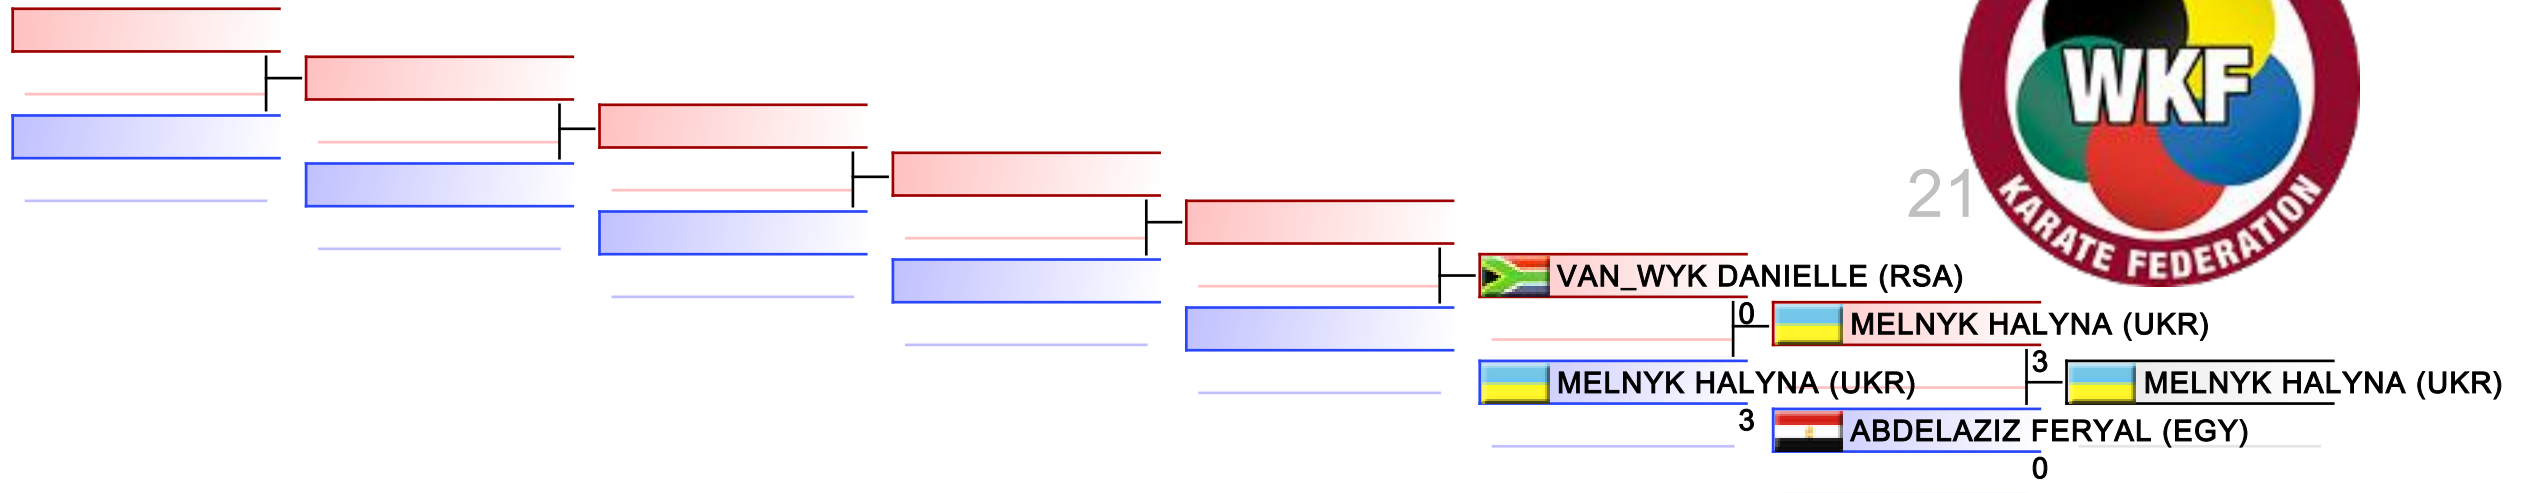 WKF
KARATE FEDERATION
21
VAN_WYK DANIELLE (RSA)
0
MELNYK HALYNA (UKR)
MELNYK HALYNA (UKR)
3
3
MELNYK HALYNA (UKR)
ABDELAZIZ FERYAL (EGY)
0